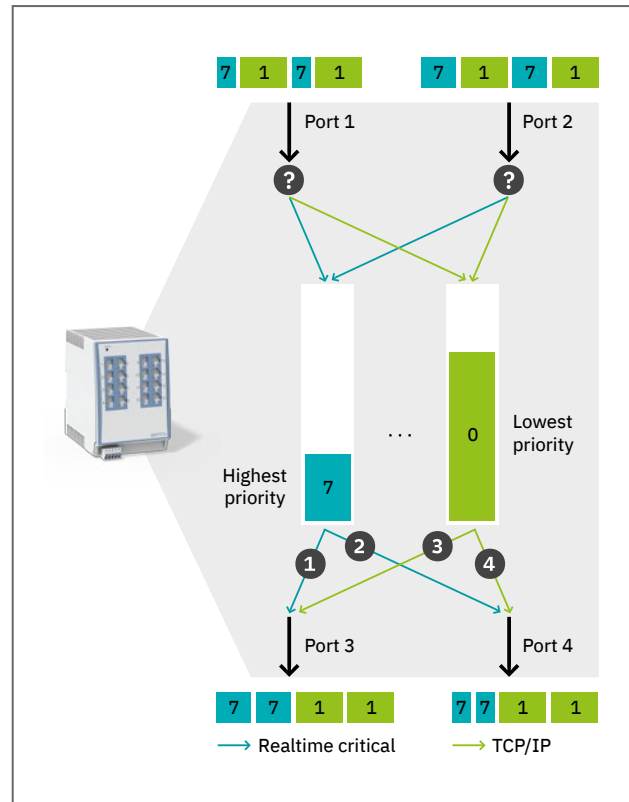 7 1 7 1
7 1 7 1
Port 1
Port 2
?
?
...
0
Lowest
priority
Highest
priority
7
1
2
3
4
Port 3
Port 4
7 7 1 1
7 7 1 1
Realtime critical
TCP/IP